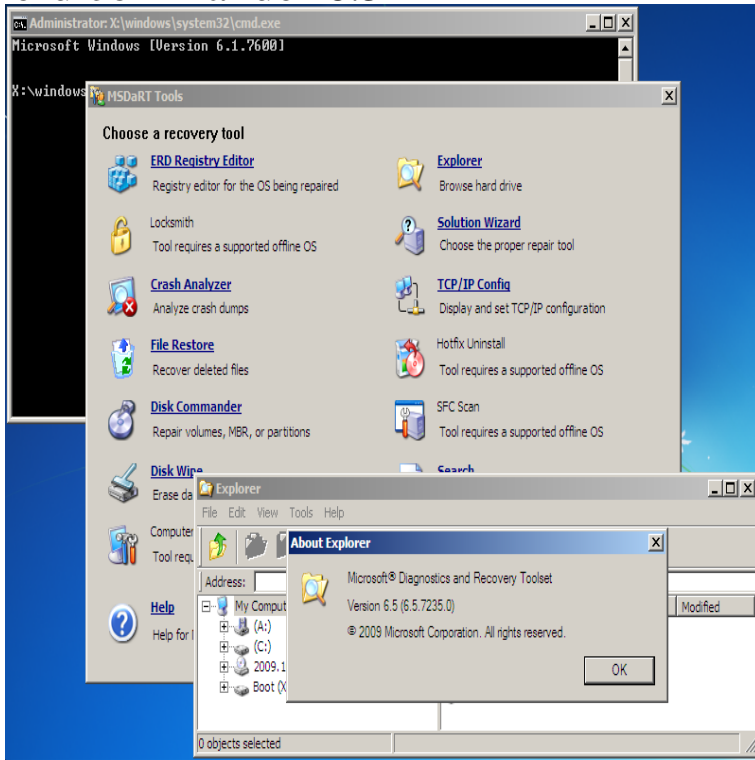 Administrator: X:\windows\system32\cmd.exe
Microsoft Windows [Version 6.1.7600]
X:\windows
MSDaRT Tools
Choose a recovery tool
ERD Registry Editor
Registry editor for the OS being repaired
Explorer
Browse hard drive
Locksmith
Tool requires a supported offline OS
Solution Wizard
Choose the proper repair tool
Crash Analyzer
Analyze crash dumps
TCP/IP Config
Display and set TCP/IP configuration
File Restore
Recover deleted files
Hotfix Uninstall
Tool requires a supported offline OS
Disk Commander
Repair volumes, MBR, or partitions
SFC Scan
Tool requires a supported offline OS
Disk Wipe
Erase da
Search
Computer
Tool requ
Help
Help for
Explorer
File Edit View Tools Help
Address:
My Comput
(A:)
(C:)
2009.1
Boot (X
Modified
0 objects selected
About Explorer
Microsoft® Diagnostics and Recovery Toolset
Version 6.5 (6.5.7235.0)
© 2009 Microsoft Corporation. All rights reserved.
OK